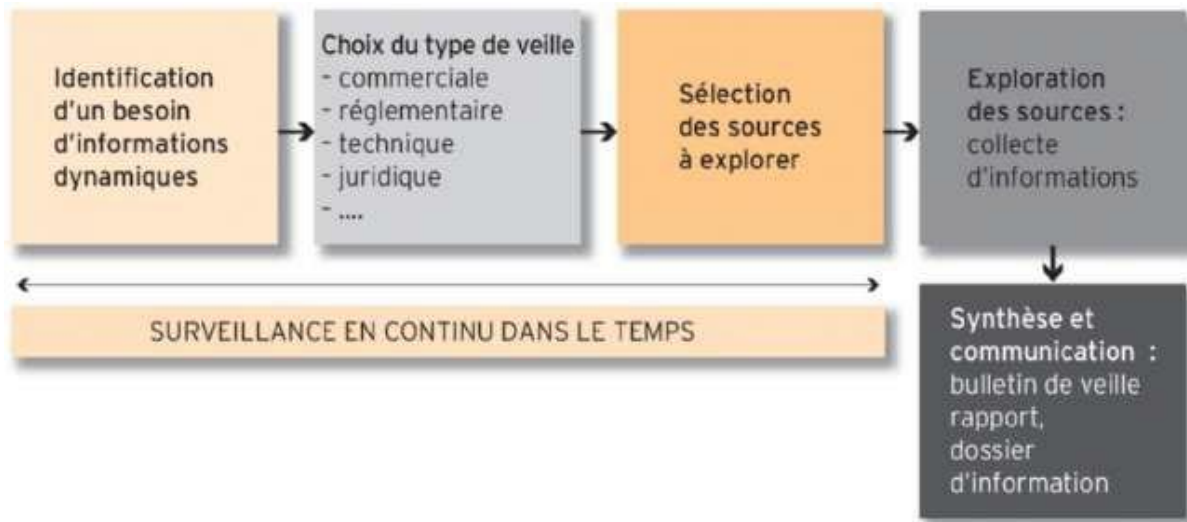 Identification
d'un besoin
d'informations
dynamiques
Choix du type de veille
- commerciale
- réglementaire
- technique
- juridique
- ....
Sélection
des sources
à explorer
Exploration
des sources :
collecte
d'informations
SURVEILLANCE EN CONTINU DANS LE TEMPS
Synthèse et
communication :
bulletin de veille
rapport,
dossier
d'information